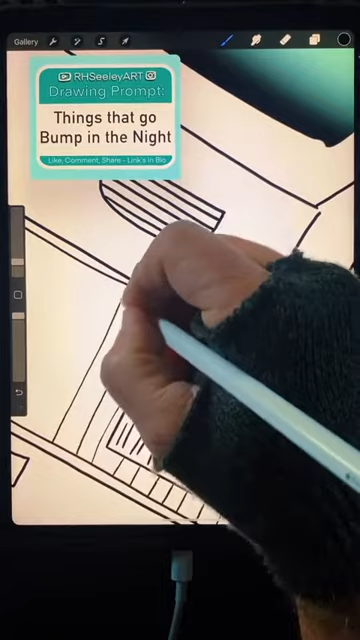 Gallery
RHSeeleyART
Drawing Prompt:
Things that go
Bump in the Night
Like, Comment, Share - Link's in Bio